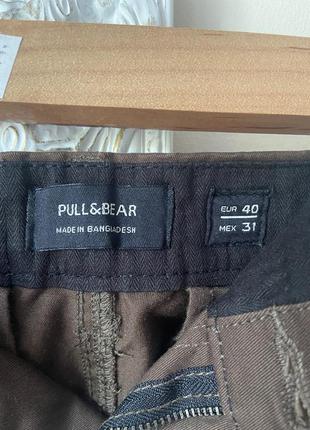 PULL&BEAR
MADE IN BANGLADESH
EUR 40
MEX 31